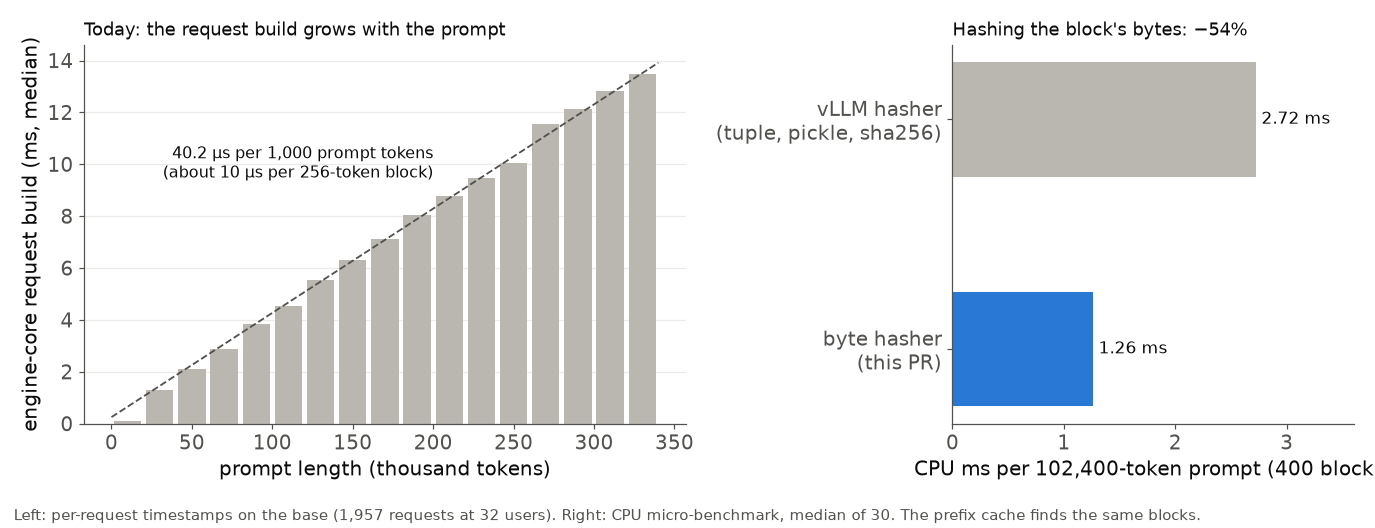 Today: the request build grows with the prompt
engine-core request build (ms, median)
14
12
10
8
6
4
2
0
40.2 µs per 1,000 prompt tokens
(about 10 µs per 256-token block)
0 50 100 150 200 250 300 350
prompt length (thousand tokens)
Hashing the block's bytes: −54%
vLLM hasher
(tuple, pickle, sha256)
2.72 ms
byte hasher
(this PR)
1.26 ms
0 1 2 3
CPU ms per 102,400-token prompt (400 block
Left: per-request timestamps on the base (1,957 requests at 32 users). Right: CPU micro-benchmark, median of 30. The prefix cache finds the same blocks.